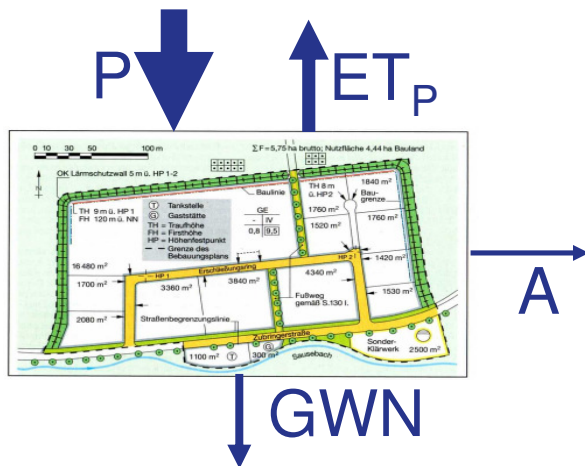 P
ET_P
0 10 30 50 100 m
Σ F = 5,75 ha brutto; Nutzfläche 4,44 ha Bauland
OK Lärmschutzwall 5 m ü. HP 1-2
N
Baulinie
TH 9 m ü. HP 1
FH 120 m ü. NN
T Tankstelle
G Gaststätte
TH = Traufhöhe
FH = Firsthöhe
HP = Höhenfestpunkt
Grenze des
Bebauungsplans
GE
- IV
0,8 9,5
TH 8 m
ü. HP2
1760 m²
1520 m²
1840 m²
Bau-
grenze
1760 m²
16 480 m²
1700 m²
HP 1
Erschließungsring
HP 2
1420 m²
3360 m²
3840 m²
4340 m²
1530 m²
2080 m²
Straßenbegrenzungslinie
Fußweg
gemäß S.130 l.
Zubringerstraße
1100 m²
T
G
300 m²
Sausebach
Sonder-
Klärwerk
2500 m²
A
GWN